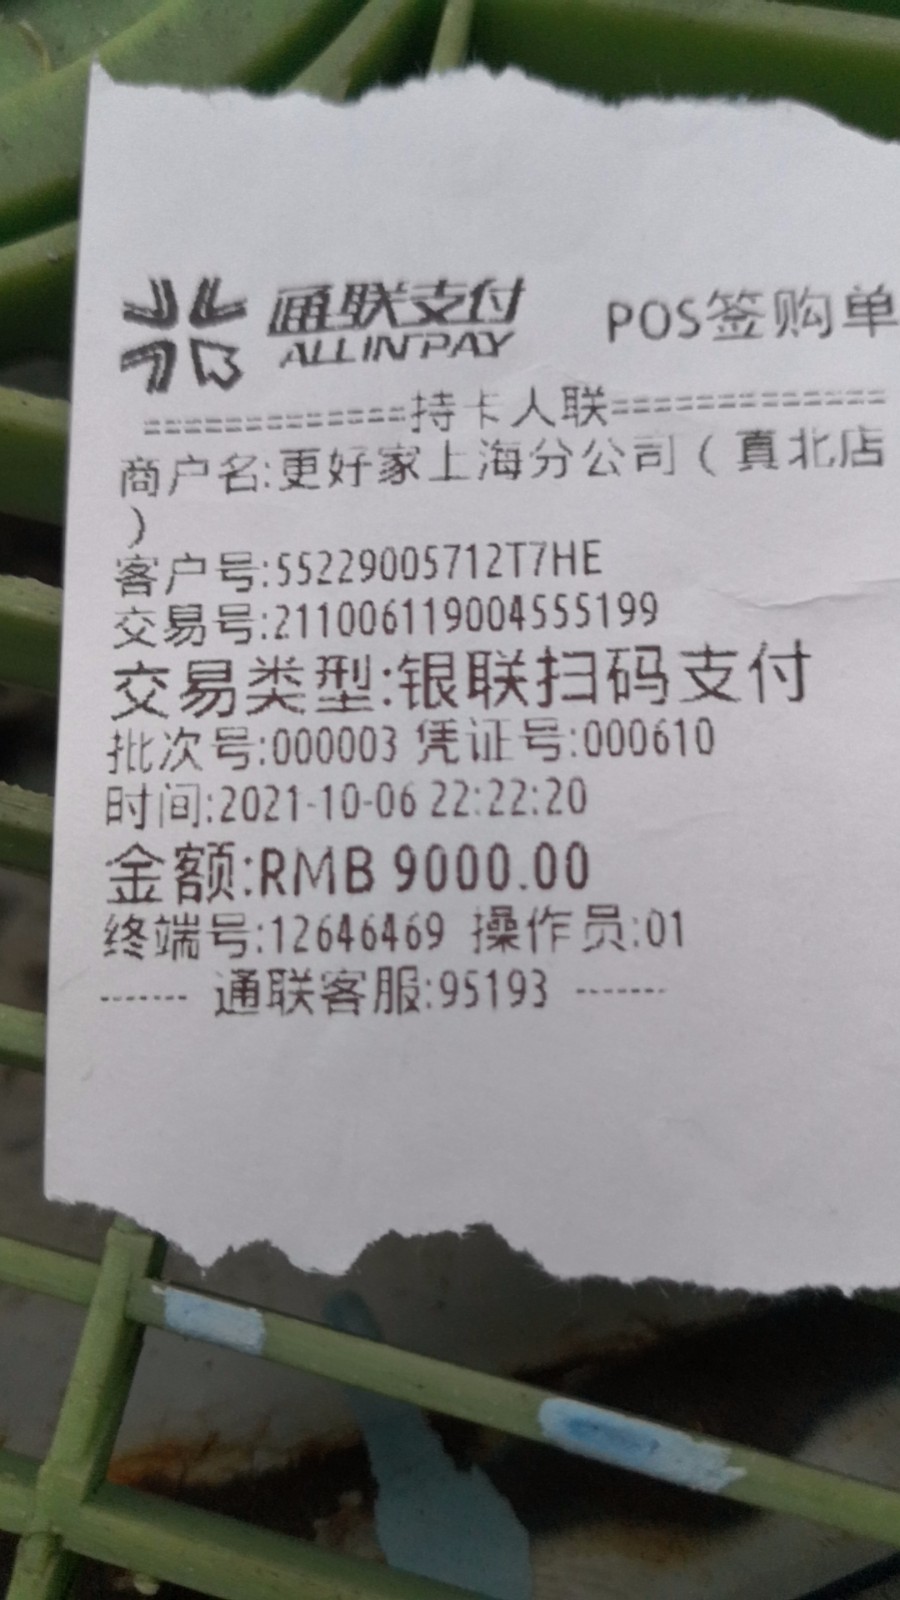 通联支付 POS签购单
ALLINPAY
=============持卡人联=============
商户名:更好家上海分公司（真北店
）
客户号:55229005712T7HE
交易号:211006119004555199
交易类型:银联扫码支付
批次号:000003 凭证号:000610
时间:2021-10-06 22:22:20
金额:RMB 9000.00
终端号:12646469 操作员:01
------- 通联客服:95193 -------